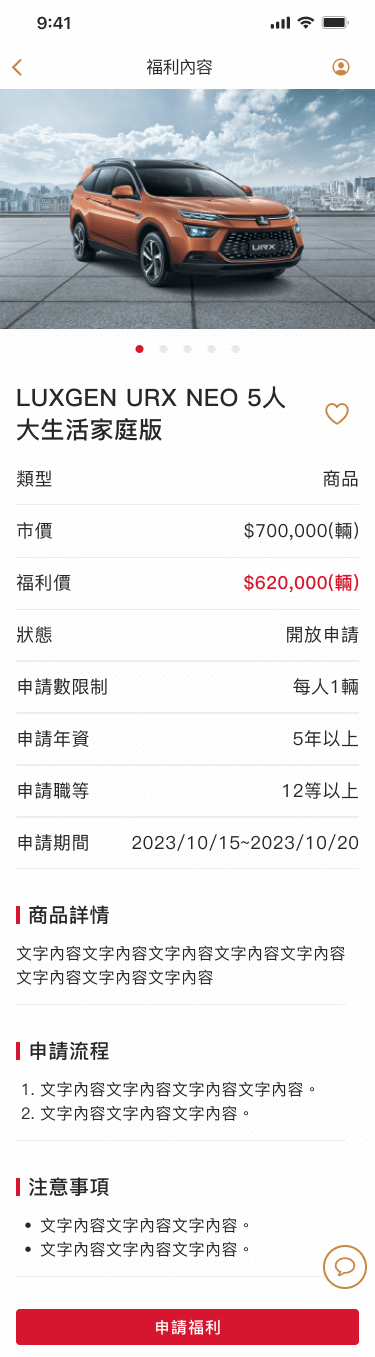 9:41
福利內容
URX
LUXGEN URX NEO 5人
大生活家庭版
類型 商品
市價 $700,000(輛)
福利價 $620,000(輛)
狀態 開放申請
申請數限制 每人1輛
申請年資 5年以上
申請職等 12等以上
申請期間 2023/10/15~2023/10/20
商品詳情
文字內容文字內容文字內容文字內容文字內容
文字內容文字內容文字內容
申請流程
1. 文字內容文字內容文字內容文字內容。
2. 文字內容文字內容文字內容。
注意事項
• 文字內容文字內容文字內容。
• 文字內容文字內容文字內容。
申請福利